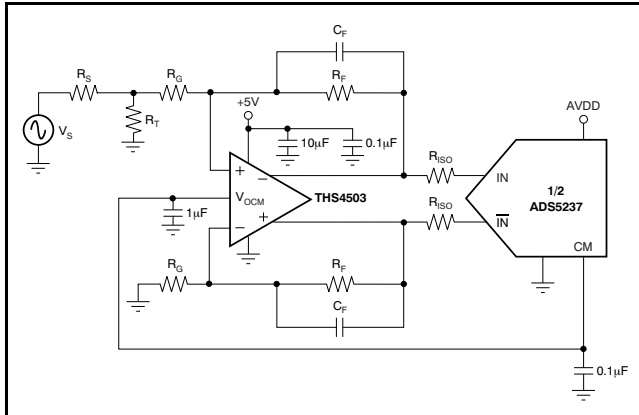 C_F
R_S
R_G
R_F
+5V
AVDD
V_S
R_T
10µF
0.1µF
R_ISO
+
−
IN
V_OCM
THS4503
1/2
ADS5237
1µF
R_ISO
IN
+
−
CM
R_G
R_F
C_F
0.1µF